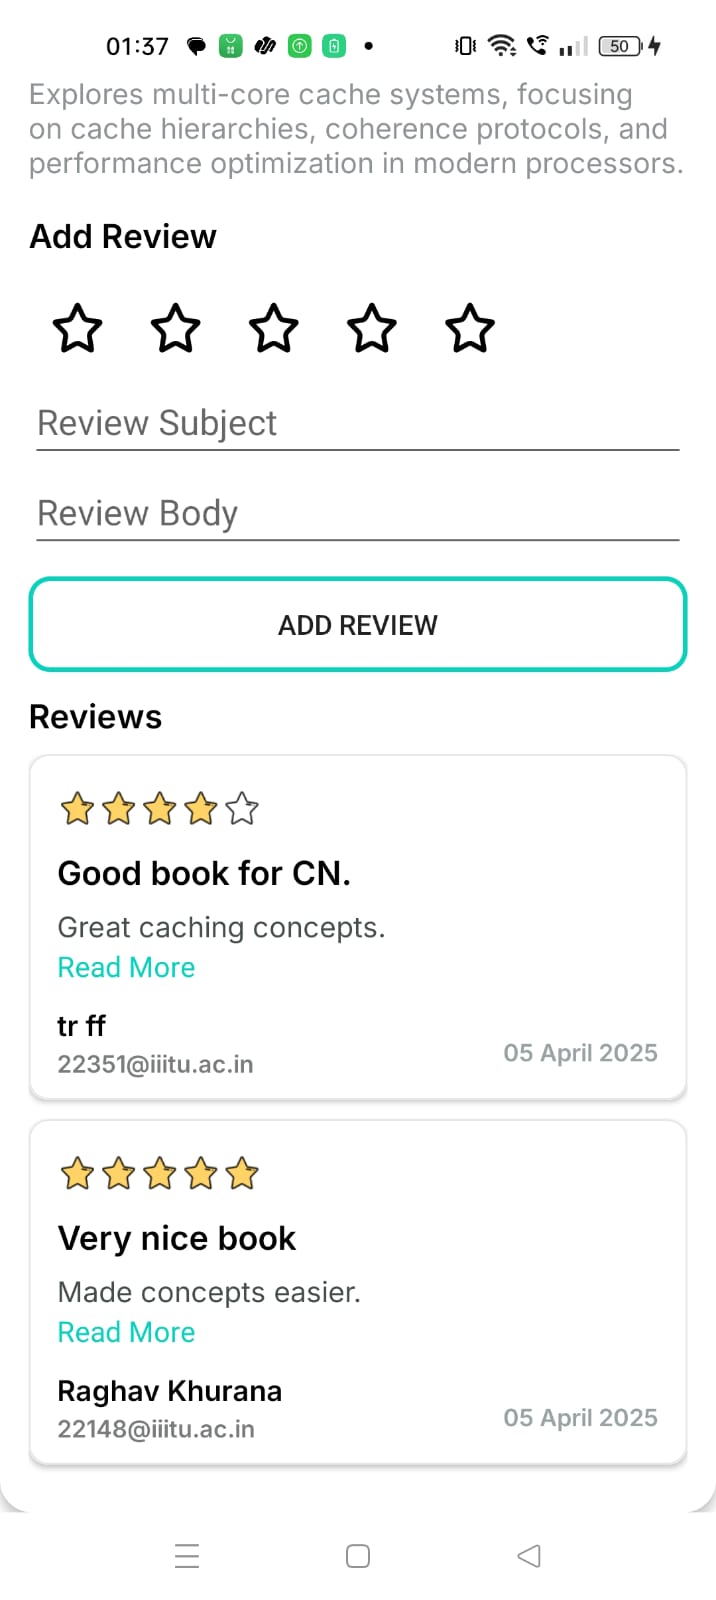 01:37
50
Explores multi-core cache systems, focusing
on cache hierarchies, coherence protocols, and
performance optimization in modern processors.
Add Review
Review Subject
Review Body
ADD REVIEW
Reviews
Good book for CN.
Great caching concepts.
Read More
tr ff
22351@iiitu.ac.in
05 April 2025
Very nice book
Made concepts easier.
Read More
Raghav Khurana
22148@iiitu.ac.in
05 April 2025